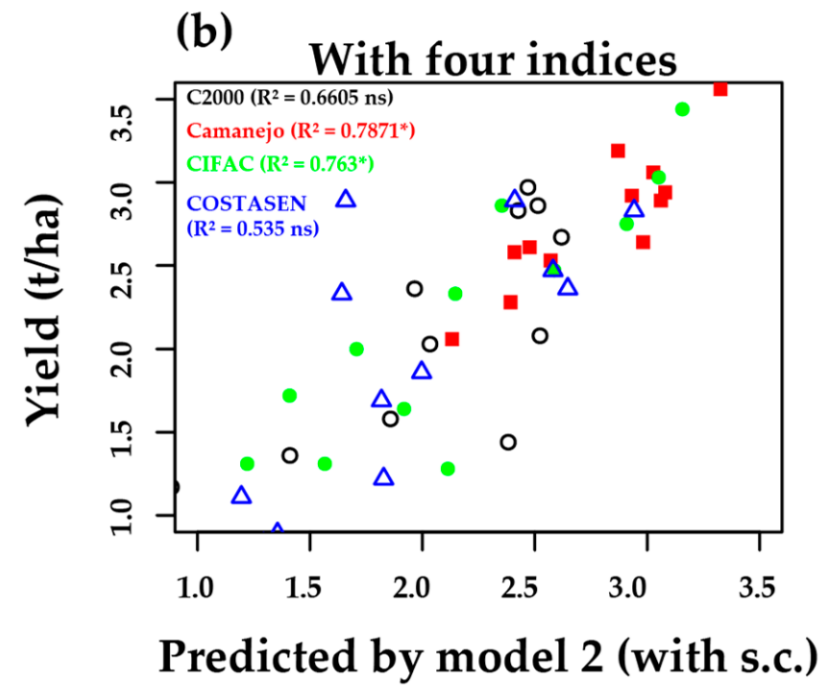 (b)
With four indices
C2000 (R² = 0.6605 ns)
Camanejo (R² = 0.7871*)
CIFAC (R² = 0.763*)
COSTASEN
(R² = 0.535 ns)
Yield (t/ha)
3.5
3.0
2.5
2.0
1.5
1.0
1.0 1.5 2.0 2.5 3.0 3.5
Predicted by model 2 (with s.c.)